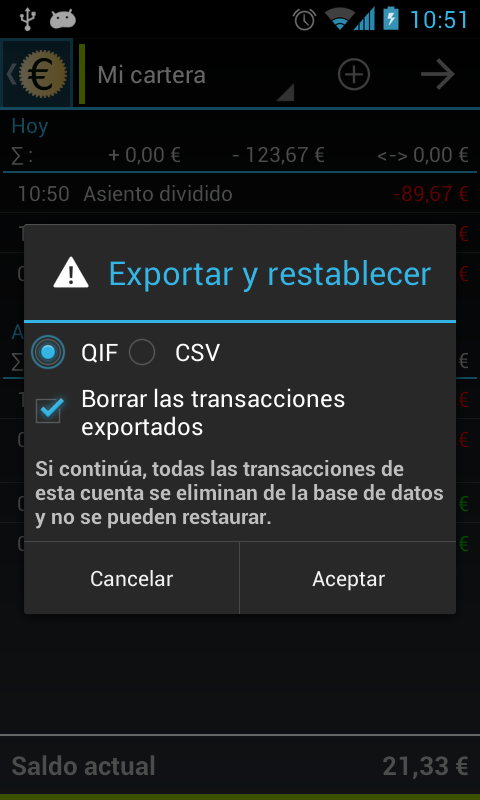 10:51
€ Mi cartera
Hoy
∑ : + 0,00 € - 123,67 € <-> 0,00 €
10:50 Asiento dividido -89,67 €
€
€
Exportar y restablecer
QIF CSV
Borrar las transacciones
exportados
Si continúa, todas las transacciones de
esta cuenta se eliminan de la base de datos
y no se pueden restaurar.
Cancelar Aceptar
Saldo actual 21,33 €